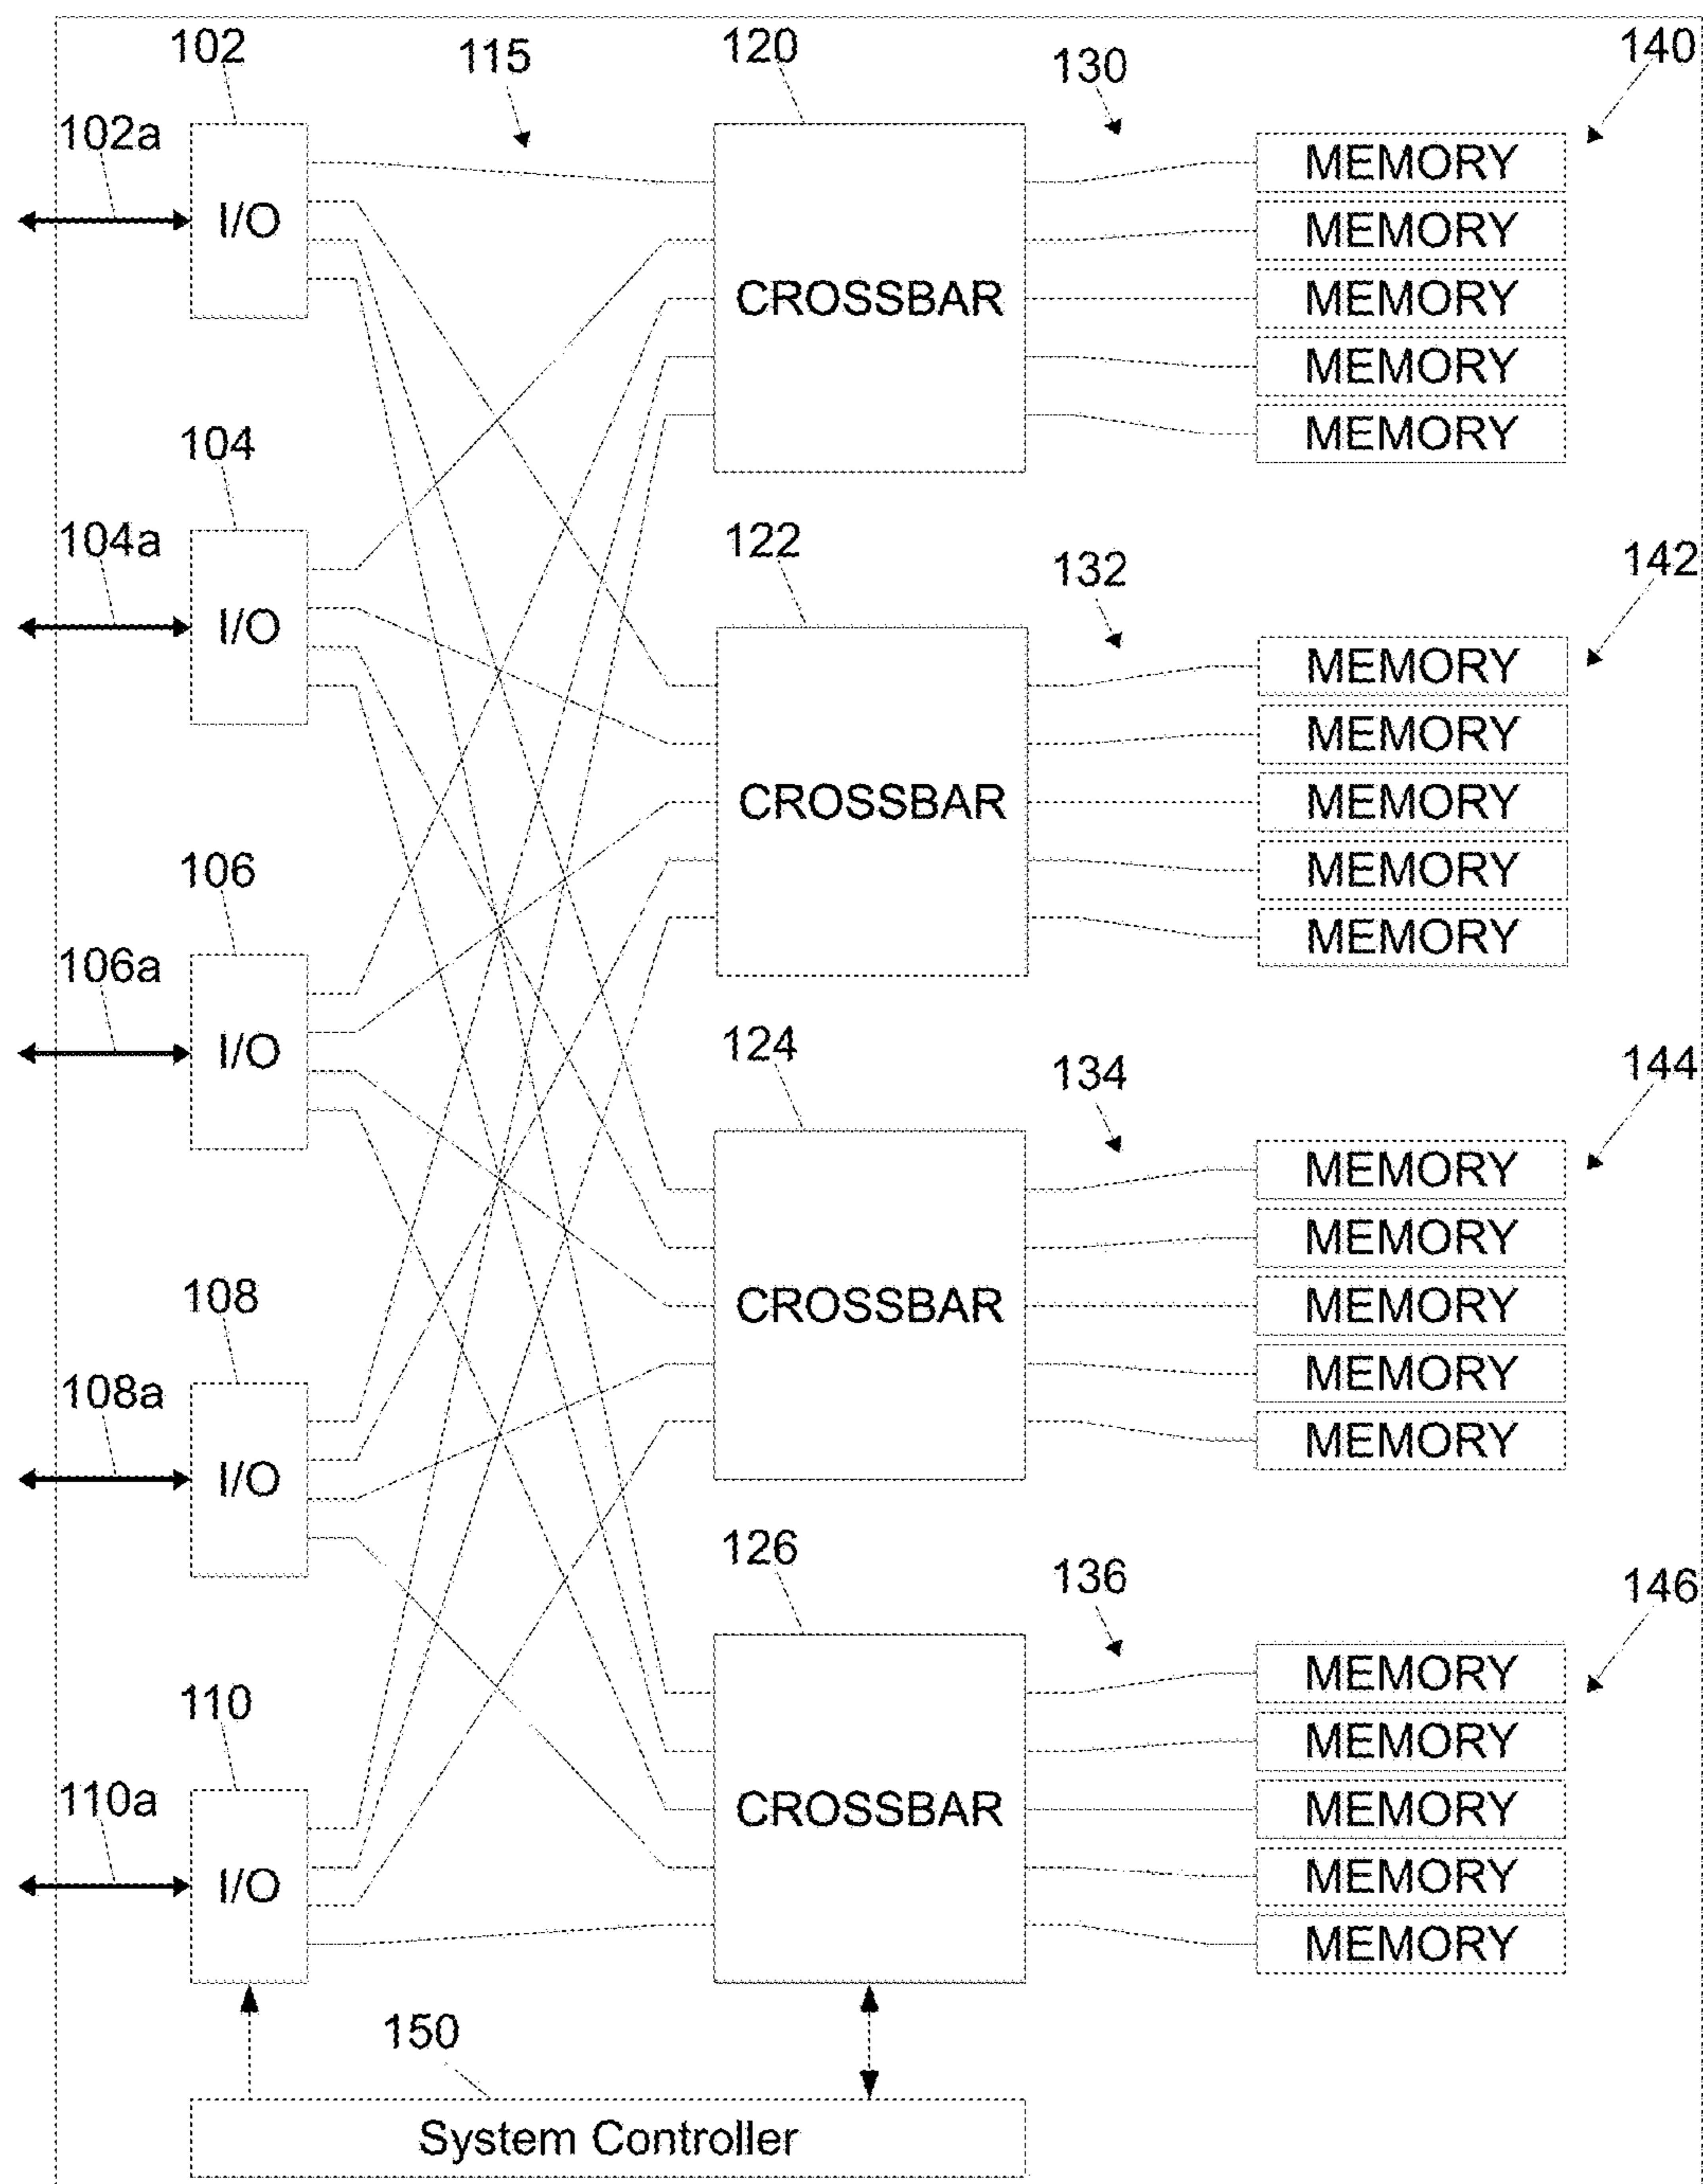 102 115 120 130 140
102a
I/O
CROSSBAR
MEMORY
MEMORY
MEMORY
MEMORY
MEMORY
104
104a
I/O
122 132 142
CROSSBAR
MEMORY
MEMORY
MEMORY
MEMORY
MEMORY
106
106a
I/O
124 134 144
CROSSBAR
MEMORY
MEMORY
MEMORY
MEMORY
MEMORY
108
108a
I/O
126 136 146
CROSSBAR
MEMORY
MEMORY
MEMORY
MEMORY
MEMORY
110
110a
I/O
150
System Controller